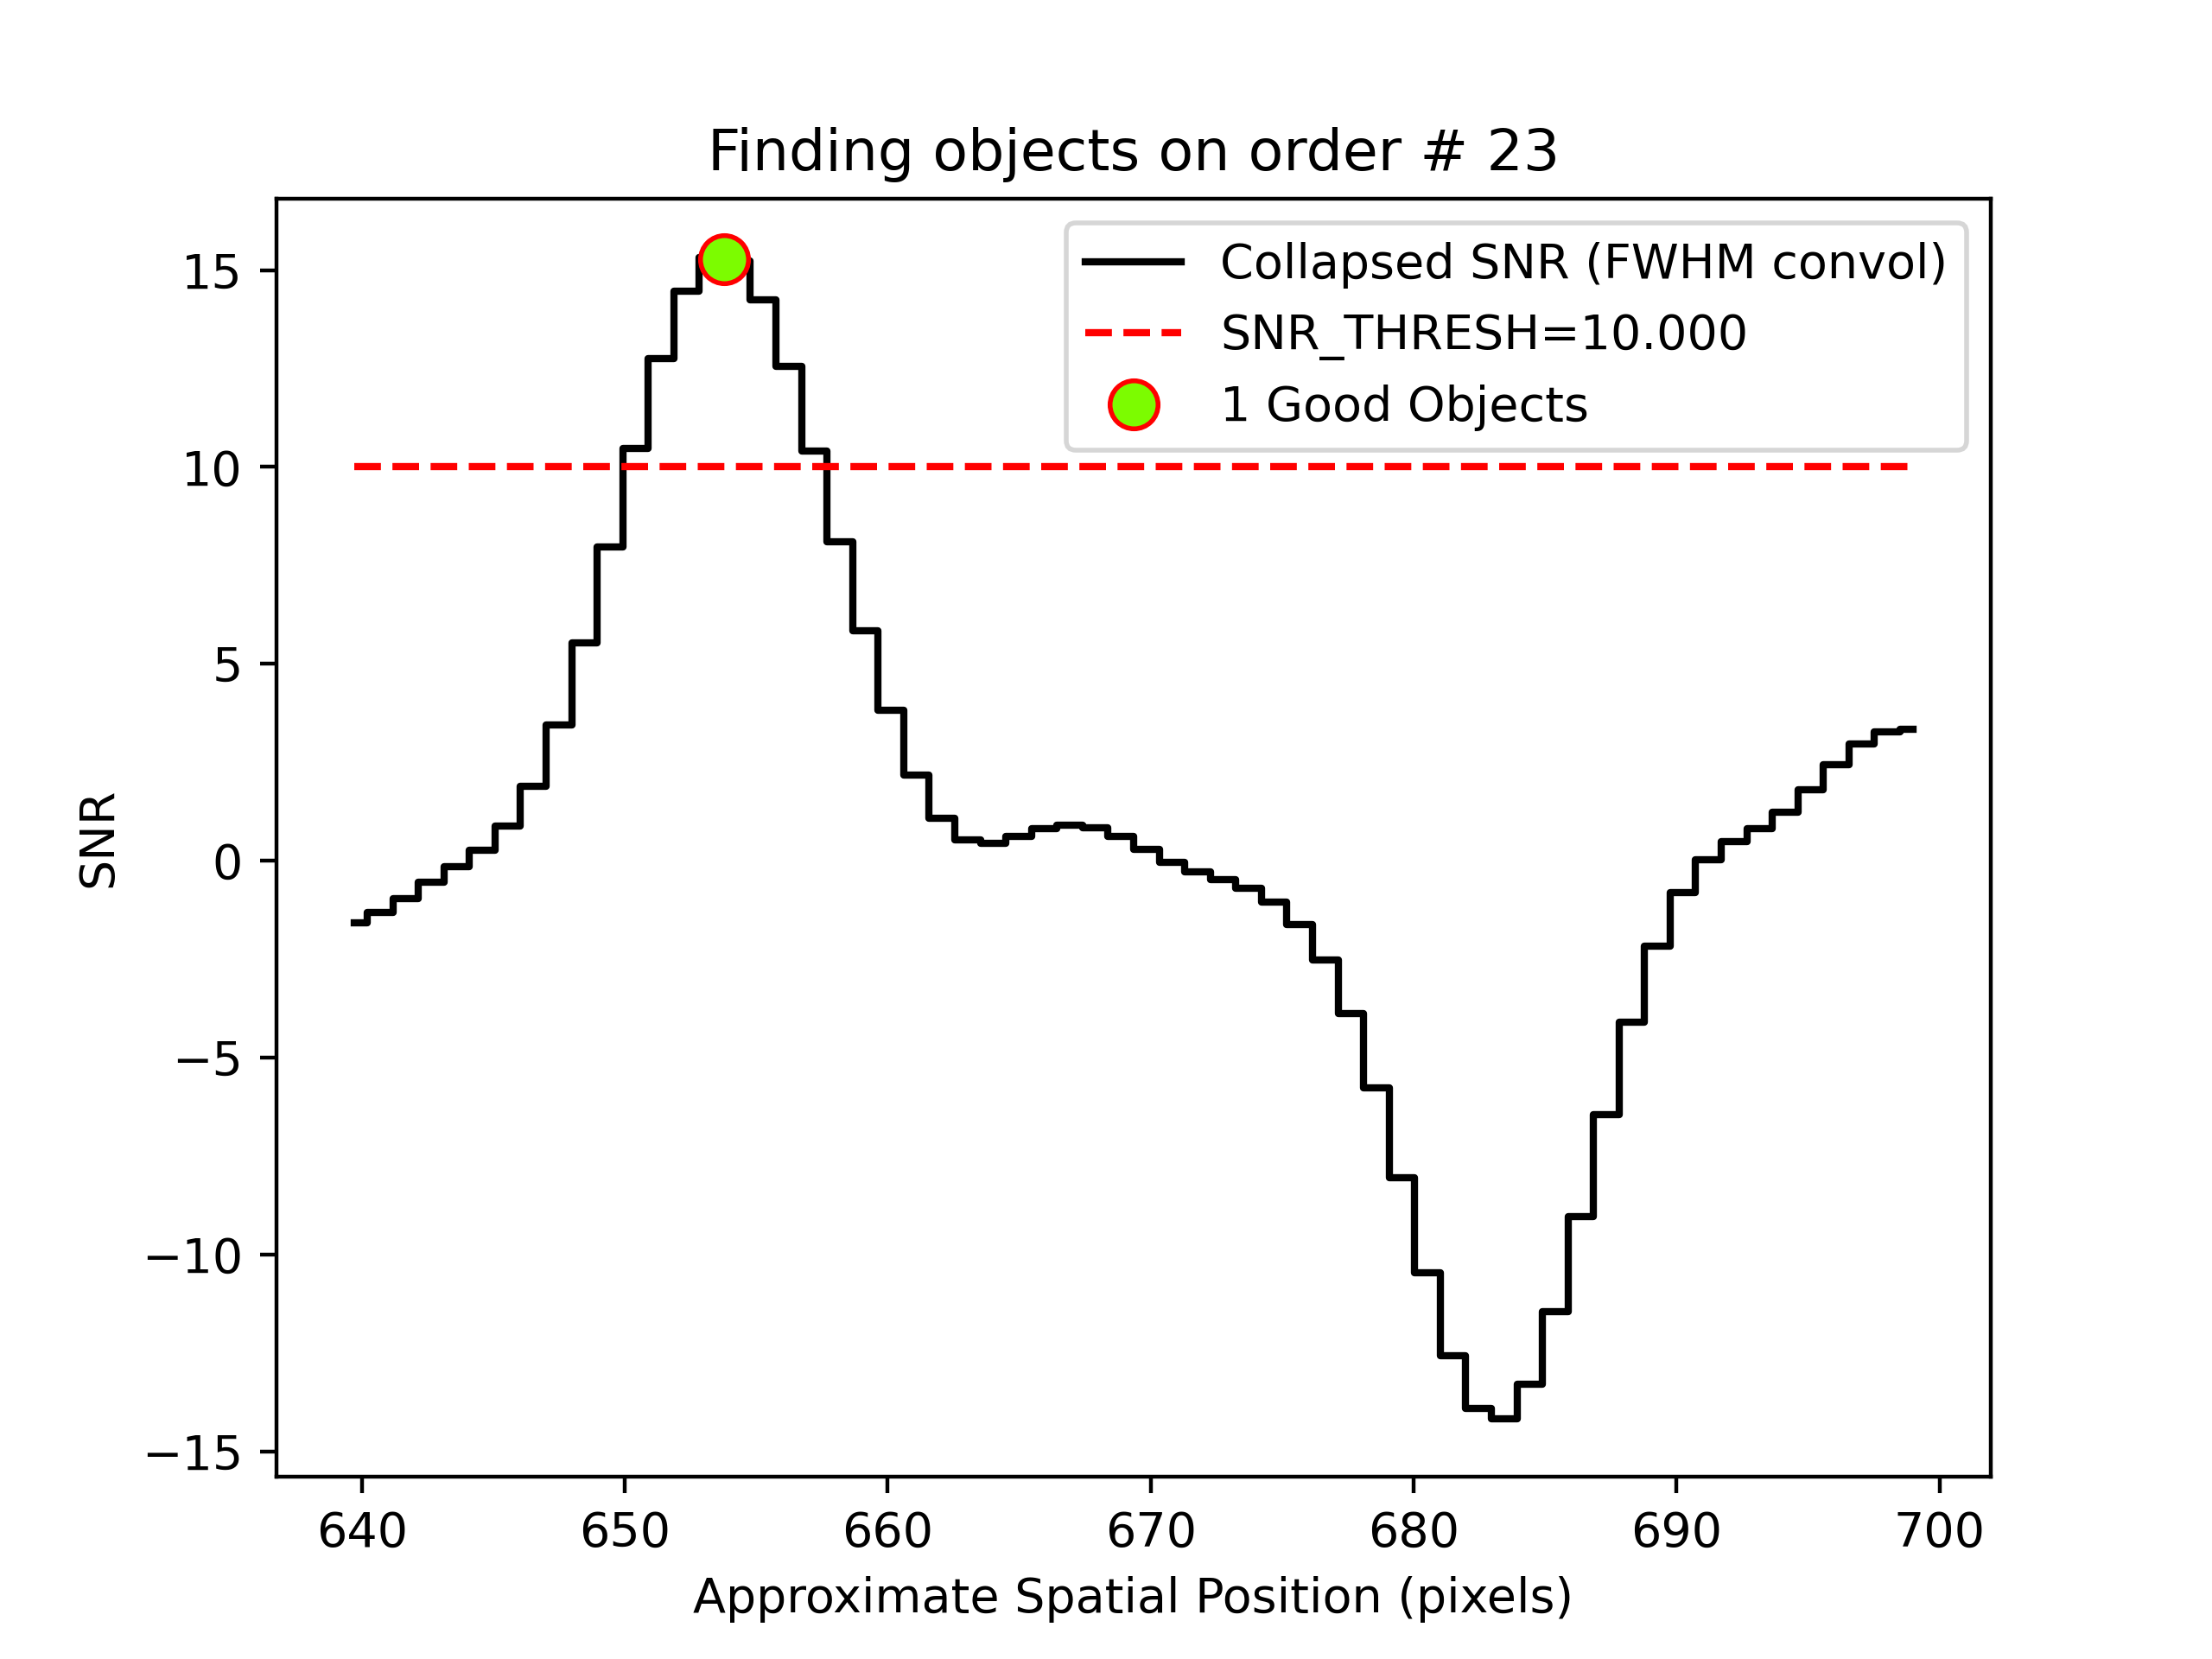 Finding objects on order # 23
Collapsed SNR (FWHM convol)
SNR_THRESH=10.000
1 Good Objects
15
10
5
0
−5
−10
−15
SNR
640 650 660 670 680 690 700
Approximate Spatial Position (pixels)